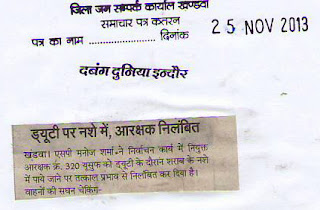 जिला जन सम्पर्क कार्याल खण्डवा
समाचार पत्र कतरन
पत्र का नाम ..................... दिनांक 25 NOV 2013
दबंग दुनिया इन्दौर
ड्यूटी पर नशे में, आरक्षक निलंबित
खंडवा। एसपी मनोज शर्मा ने निर्वाचन कार्य में नियुक्त
आरक्षक क्र. 320 युसुफ को ड्यूटी के दौरान शराब के नशे
में पाये जाने पर तत्काल प्रभाव से निलंबित कर दिया है।
वाहनों की सघन चेकिंग-